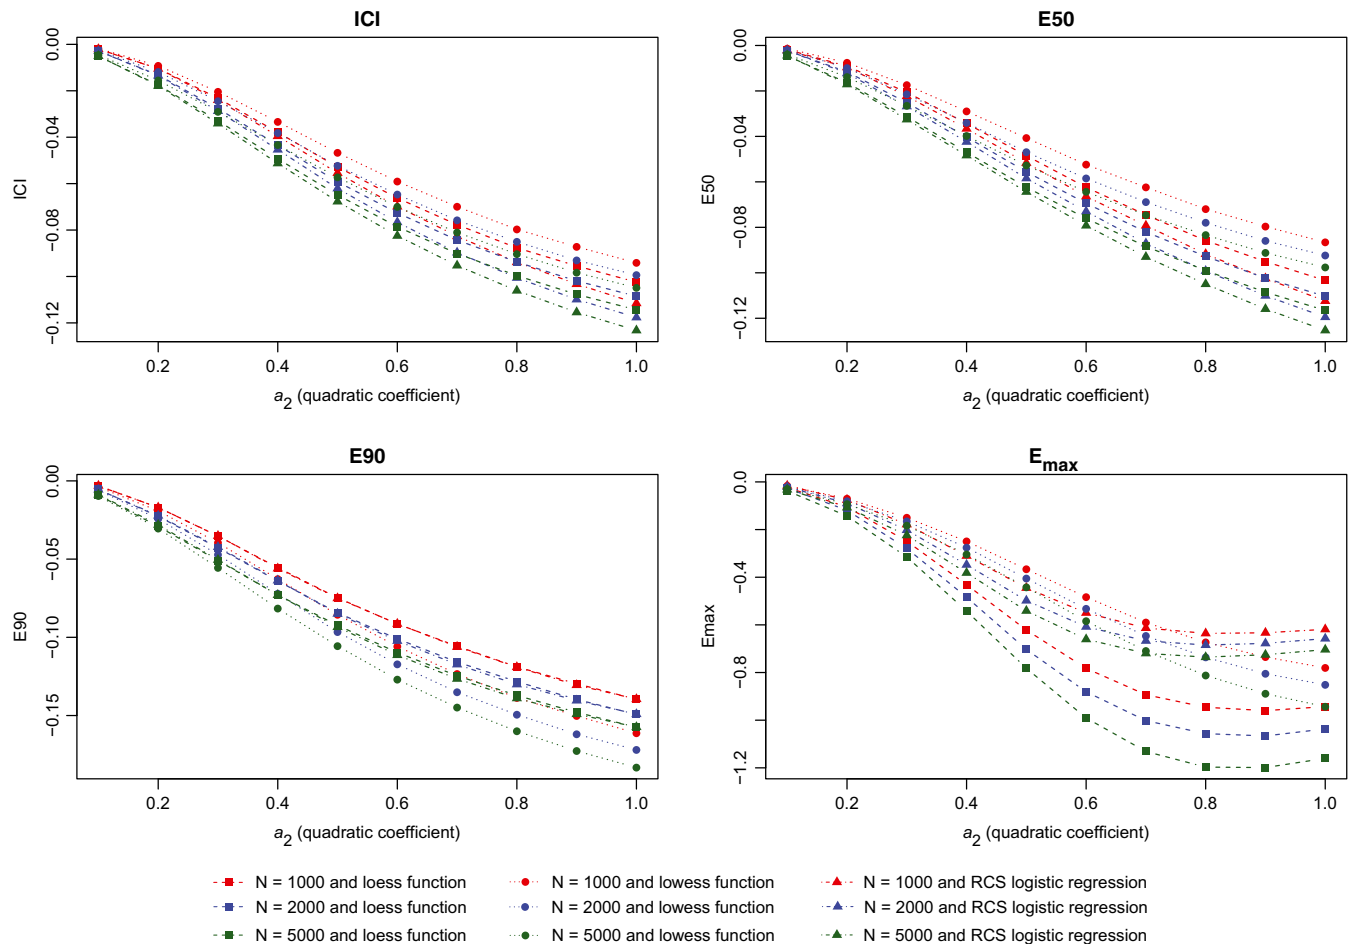 ICI
ICI
0.00
−0.04
−0.08
−0.12
0.2 0.4 0.6 0.8 1.0
a2 (quadratic coefficient)
E50
E50
0.00
−0.04
−0.08
−0.12
0.2 0.4 0.6 0.8 1.0
a2 (quadratic coefficient)
E90
E90
0.00
−0.05
−0.10
−0.15
0.2 0.4 0.6 0.8 1.0
a2 (quadratic coefficient)
Emax
Emax
0.0
−0.4
−0.8
−1.2
0.2 0.4 0.6 0.8 1.0
a2 (quadratic coefficient)
N = 1000 and loess function
N = 2000 and loess function
N = 5000 and loess function
N = 1000 and lowess function
N = 2000 and lowess function
N = 5000 and lowess function
N = 1000 and RCS logistic regression
N = 2000 and RCS logistic regression
N = 5000 and RCS logistic regression